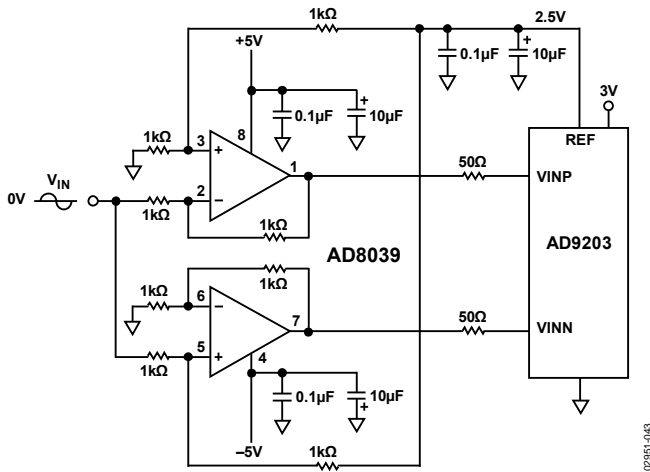 1kΩ
2.5V
+5V
0.1µF
+
10µF
3V
0.1µF
+
10µF
1kΩ
8
REF
3
+
1
50Ω
VINP
VIN
0V
2
–
1kΩ
1kΩ
AD8039
AD9203
1kΩ
1kΩ
6
–
7
50Ω
VINN
5
+
1kΩ
4
0.1µF
10µF
+
–5V
1kΩ
02951-043